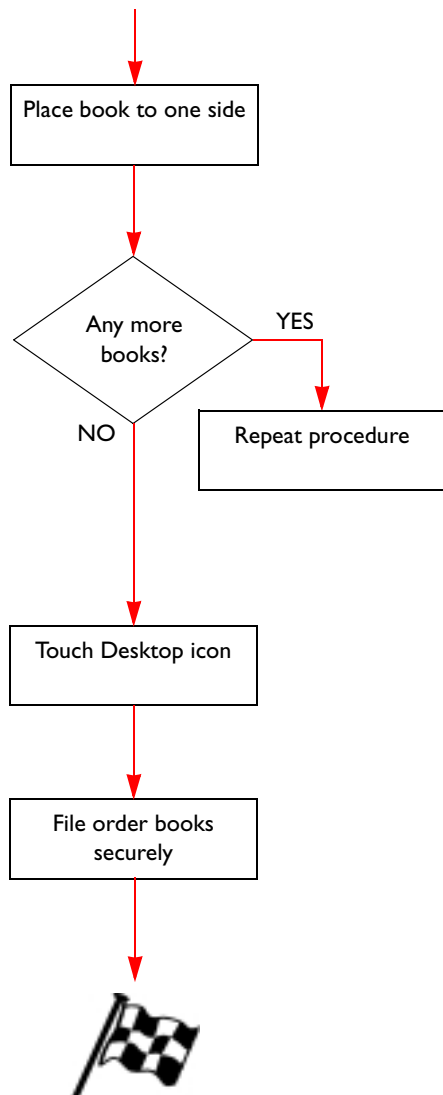 Place book to one side
Any more
books?
YES
NO
Repeat procedure
Touch Desktop icon
File order books
securely